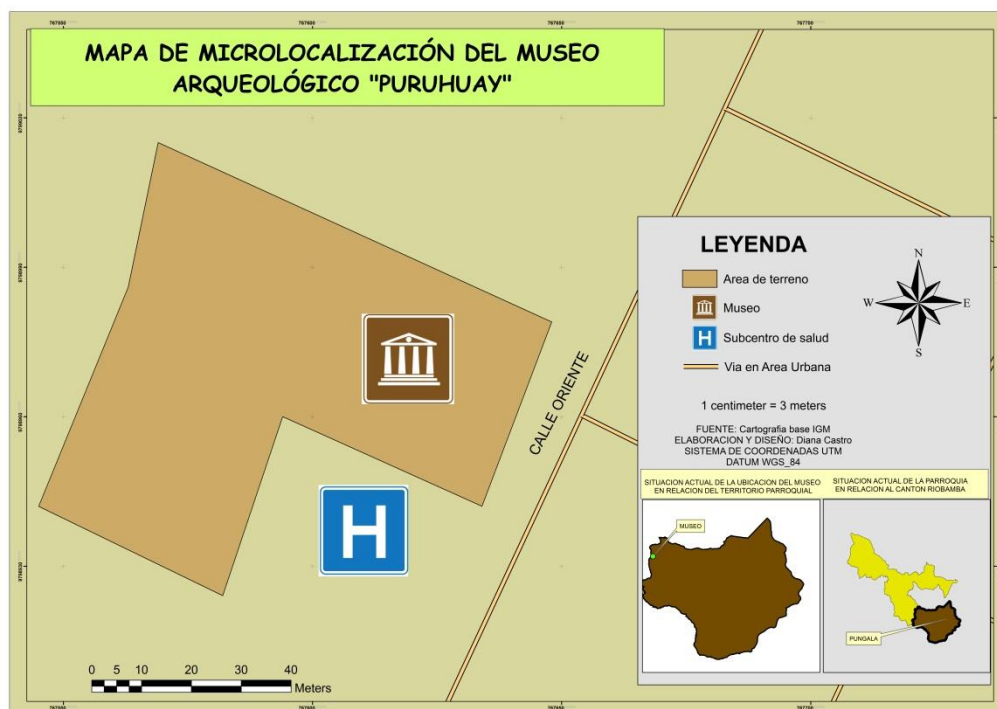 MAPA DE MICROLOCALIZACIÓN DEL MUSEO
ARQUEOLÓGICO "PURUHUAY"
CALLE ORIENTE
LEYENDA
Area de terreno
Museo
H
Subcentro de salud
Via en Area Urbana
N
W
E
S
1 centimeter = 3 meters
FUENTE: Cartografia base IGM
ELABORACION Y DISEÑO: Diana Castro
SISTEMA DE COORDENADAS UTM
DATUM WGS_84
SITUACION ACTUAL DE LA UBICACION DEL MUSEO
EN RELACION DEL TERRITORIO PARROQUIAL
MUSEO
SITUACION ACTUAL DE LA PARROQUIA
EN RELACION AL CANTON RIOBAMBA
PUNGALA
H
0 5 10 20 30 40
Meters